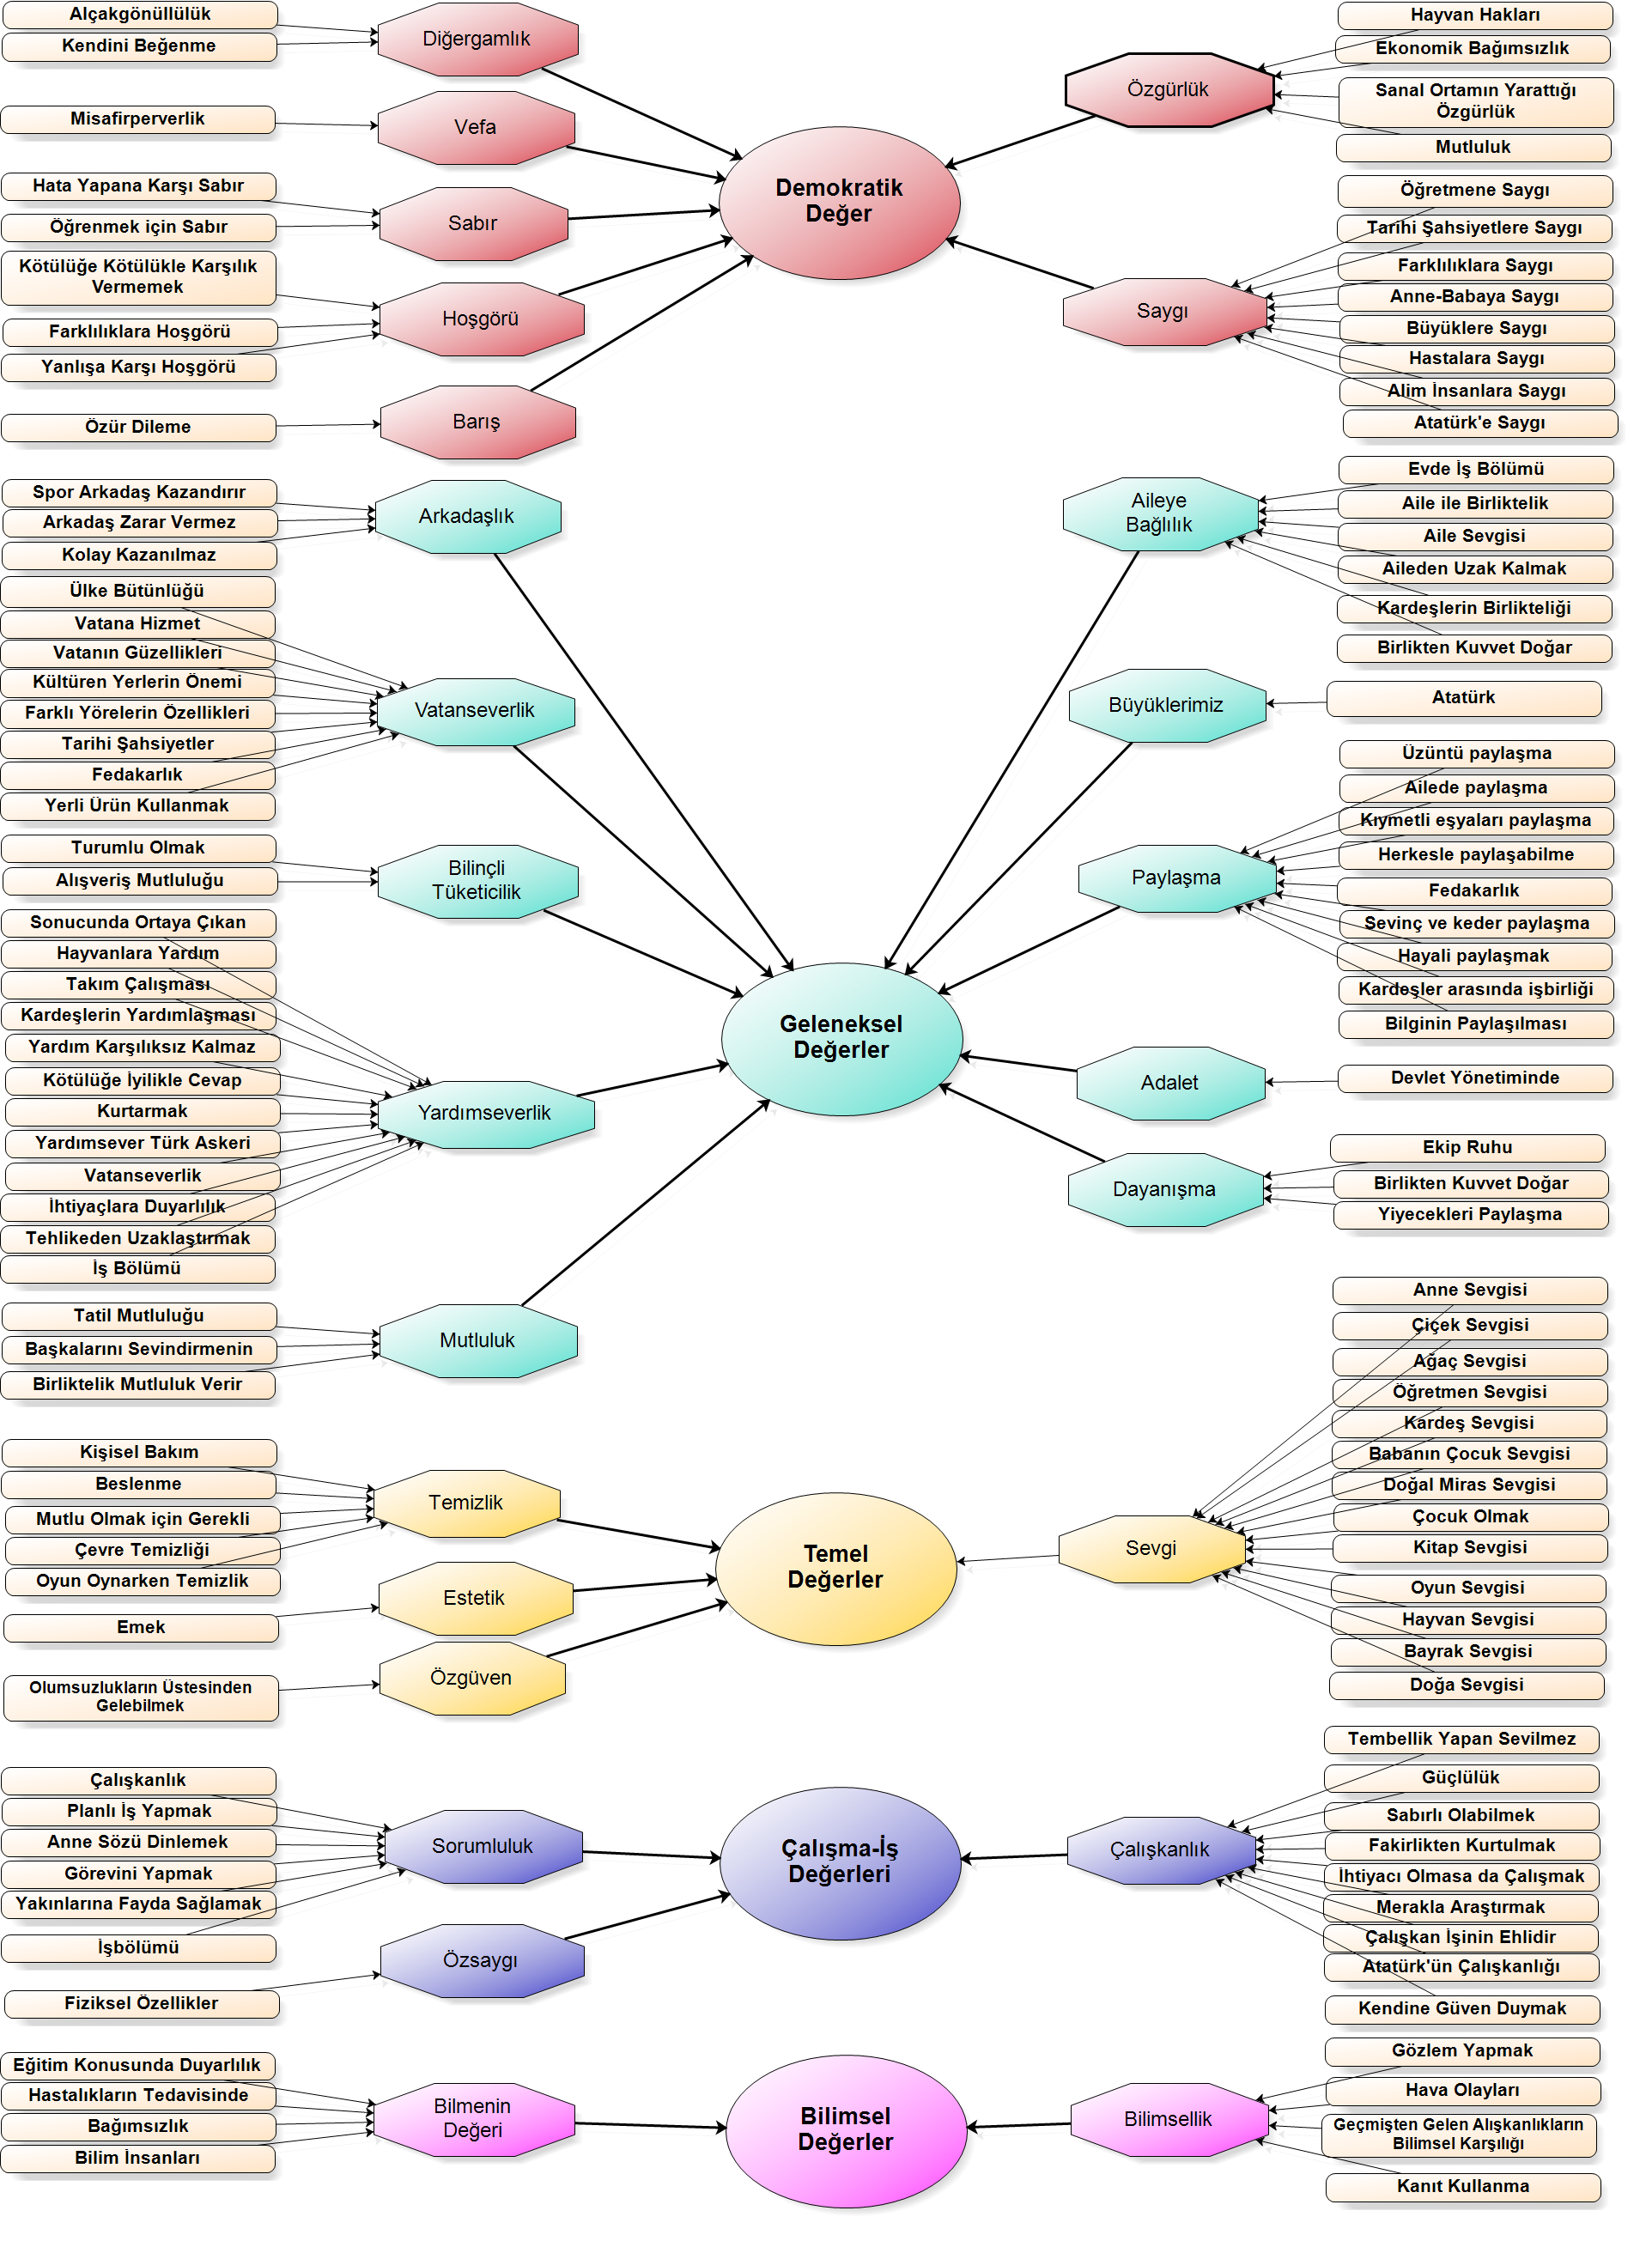 Alçakgönüllülük
Kendini Beğenme
Diğergamlık
Misafirperverlik
Vefa
Hata Yapana Karşı Sabır
Öğrenmek için Sabır
Sabır
Kötülüğe Kötülükle Karşılık
Vermemek
Farklılıklara Hoşgörü
Yanlışa Karşı Hoşgörü
Hoşgörü
Özür Dileme
Barış
Demokratik
Değer
Özgürlük
Hayvan Hakları
Ekonomik Bağımsızlık
Sanal Ortamın Yarattığı
Özgürlük
Mutluluk
Saygı
Öğretmene Saygı
Tarihi Şahsiyetlere Saygı
Farklılıklara Saygı
Anne-Babaya Saygı
Büyüklere Saygı
Hastalara Saygı
Alim İnsanlara Saygı
Atatürk'e Saygı
Spor Arkadaş Kazandırır
Arkadaş Zarar Vermez
Kolay Kazanılmaz
Arkadaşlık
Ülke Bütünlüğü
Vatana Hizmet
Vatanın Güzellikleri
Kültüren Yerlerin Önemi
Farklı Yörelerin Özellikleri
Tarihi Şahsiyetler
Fedakarlık
Yerli Ürün Kullanmak
Vatanseverlik
Turumlu Olmak
Alışveriş Mutluluğu
Bilinçli
Tüketicilik
Sonucunda Ortaya Çıkan
Hayvanlara Yardım
Takım Çalışması
Kardeşlerin Yardımlaşması
Yardım Karşılıksız Kalmaz
Kötülüğe İyilikle Cevap
Kurtarmak
Yardımsever Türk Askeri
Vatanseverlik
İhtiyaçlara Duyarlılık
Tehlikeden Uzaklaştırmak
İş Bölümü
Yardımseverlik
Tatil Mutluluğu
Başkalarını Sevindirmenin
Birliktelik Mutluluk Verir
Mutluluk
Geleneksel
Değerler
Aileye
Bağlılık
Evde İş Bölümü
Aile ile Birliktelik
Aile Sevgisi
Aileden Uzak Kalmak
Kardeşlerin Birlikteliği
Birlikten Kuvvet Doğar
Büyüklerimiz
Atatürk
Paylaşma
Üzüntü paylaşma
Ailede paylaşma
Kıymetli eşyaları paylaşma
Herkesle paylaşabilme
Fedakarlık
Sevinç ve keder paylaşma
Hayali paylaşmak
Kardeşler arasında işbirliği
Bilginin Paylaşılması
Adalet
Devlet Yönetiminde
Dayanışma
Ekip Ruhu
Birlikten Kuvvet Doğar
Yiyecekleri Paylaşma
Kişisel Bakım
Beslenme
Mutlu Olmak için Gerekli
Çevre Temizliği
Oyun Oynarken Temizlik
Temizlik
Emek
Estetik
Olumsuzlukların Üstesinden
Gelebilmek
Özgüven
Temel
Değerler
Sevgi
Anne Sevgisi
Çiçek Sevgisi
Ağaç Sevgisi
Öğretmen Sevgisi
Kardeş Sevgisi
Babanın Çocuk Sevgisi
Doğal Miras Sevgisi
Çocuk Olmak
Kitap Sevgisi
Oyun Sevgisi
Hayvan Sevgisi
Bayrak Sevgisi
Doğa Sevgisi
Çalışkanlık
Planlı İş Yapmak
Anne Sözü Dinlemek
Görevini Yapmak
Yakınlarına Fayda Sağlamak
İşbölümü
Sorumluluk
Fiziksel Özellikler
Özsaygı
Çalışma-İş
Değerleri
Çalışkanlık
Tembellik Yapan Sevilmez
Güçlülük
Sabırlı Olabilmek
Fakirlikten Kurtulmak
İhtiyacı Olmasa da Çalışmak
Merakla Araştırmak
Çalışkan İşinin Ehlidir
Atatürk'ün Çalışkanlığı
Kendine Güven Duymak
Eğitim Konusunda Duyarlılık
Hastalıkların Tedavisinde
Bağımsızlık
Bilim İnsanları
Bilmenin
Değeri
Bilimsel
Değerler
Bilimsellik
Gözlem Yapmak
Hava Olayları
Geçmişten Gelen Alışkanlıkların
Bilimsel Karşılığı
Kanıt Kullanma